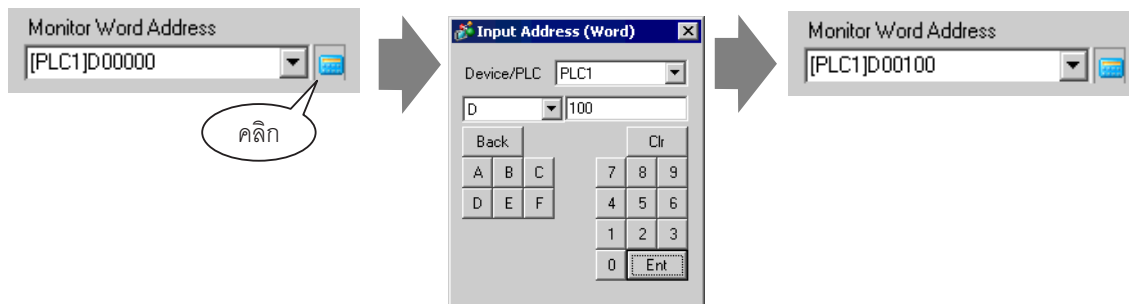 Monitor Word Address
[PLC1]D00000
คลิก
Input Address (Word)
Device/PLC PLC1
D 100
Back Clr
A B C 7 8 9
D E F 4 5 6
1 2 3
0 Ent
Monitor Word Address
[PLC1]D00100